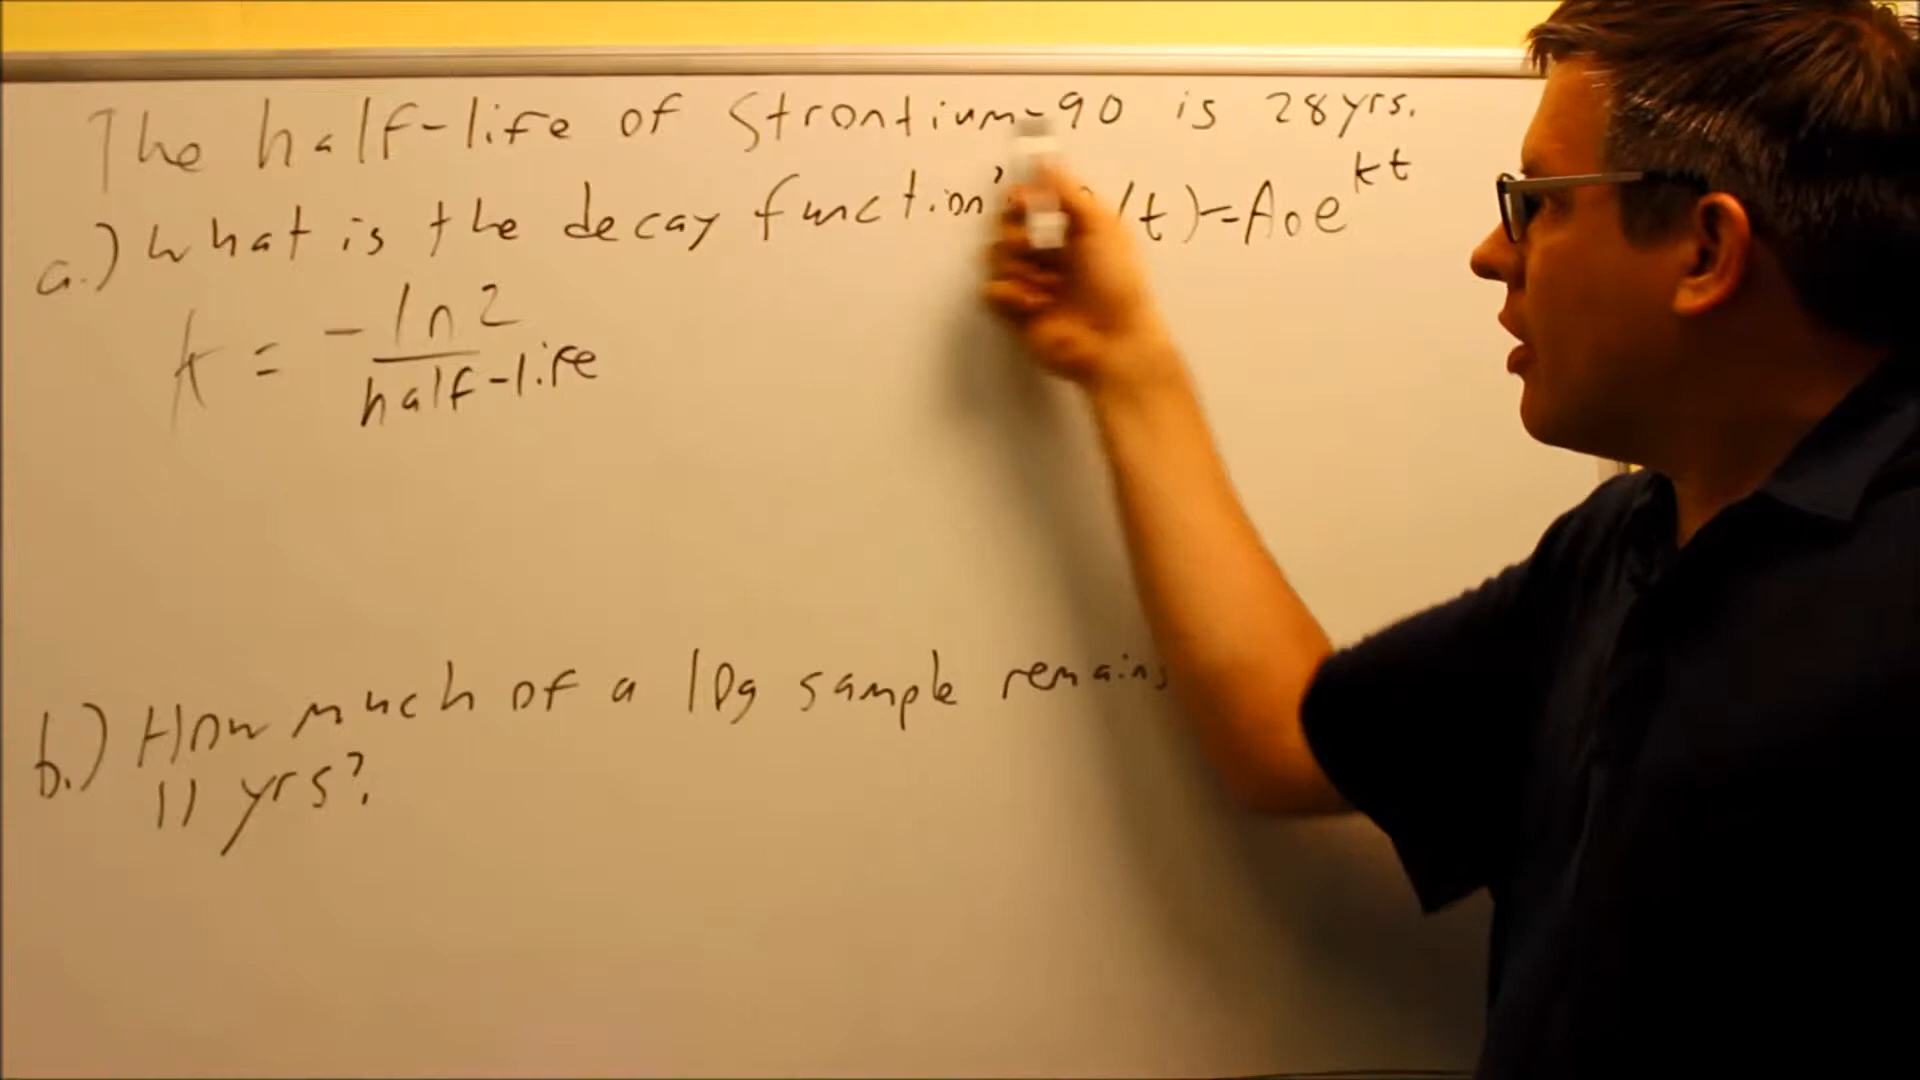 The half-life of Strontium-90 is 28yrs.
a.) What is the decay function? (t)=A₀e^kt
k = -ln2
half-life
b.) How much of a 10g sample remains
11 yrs?